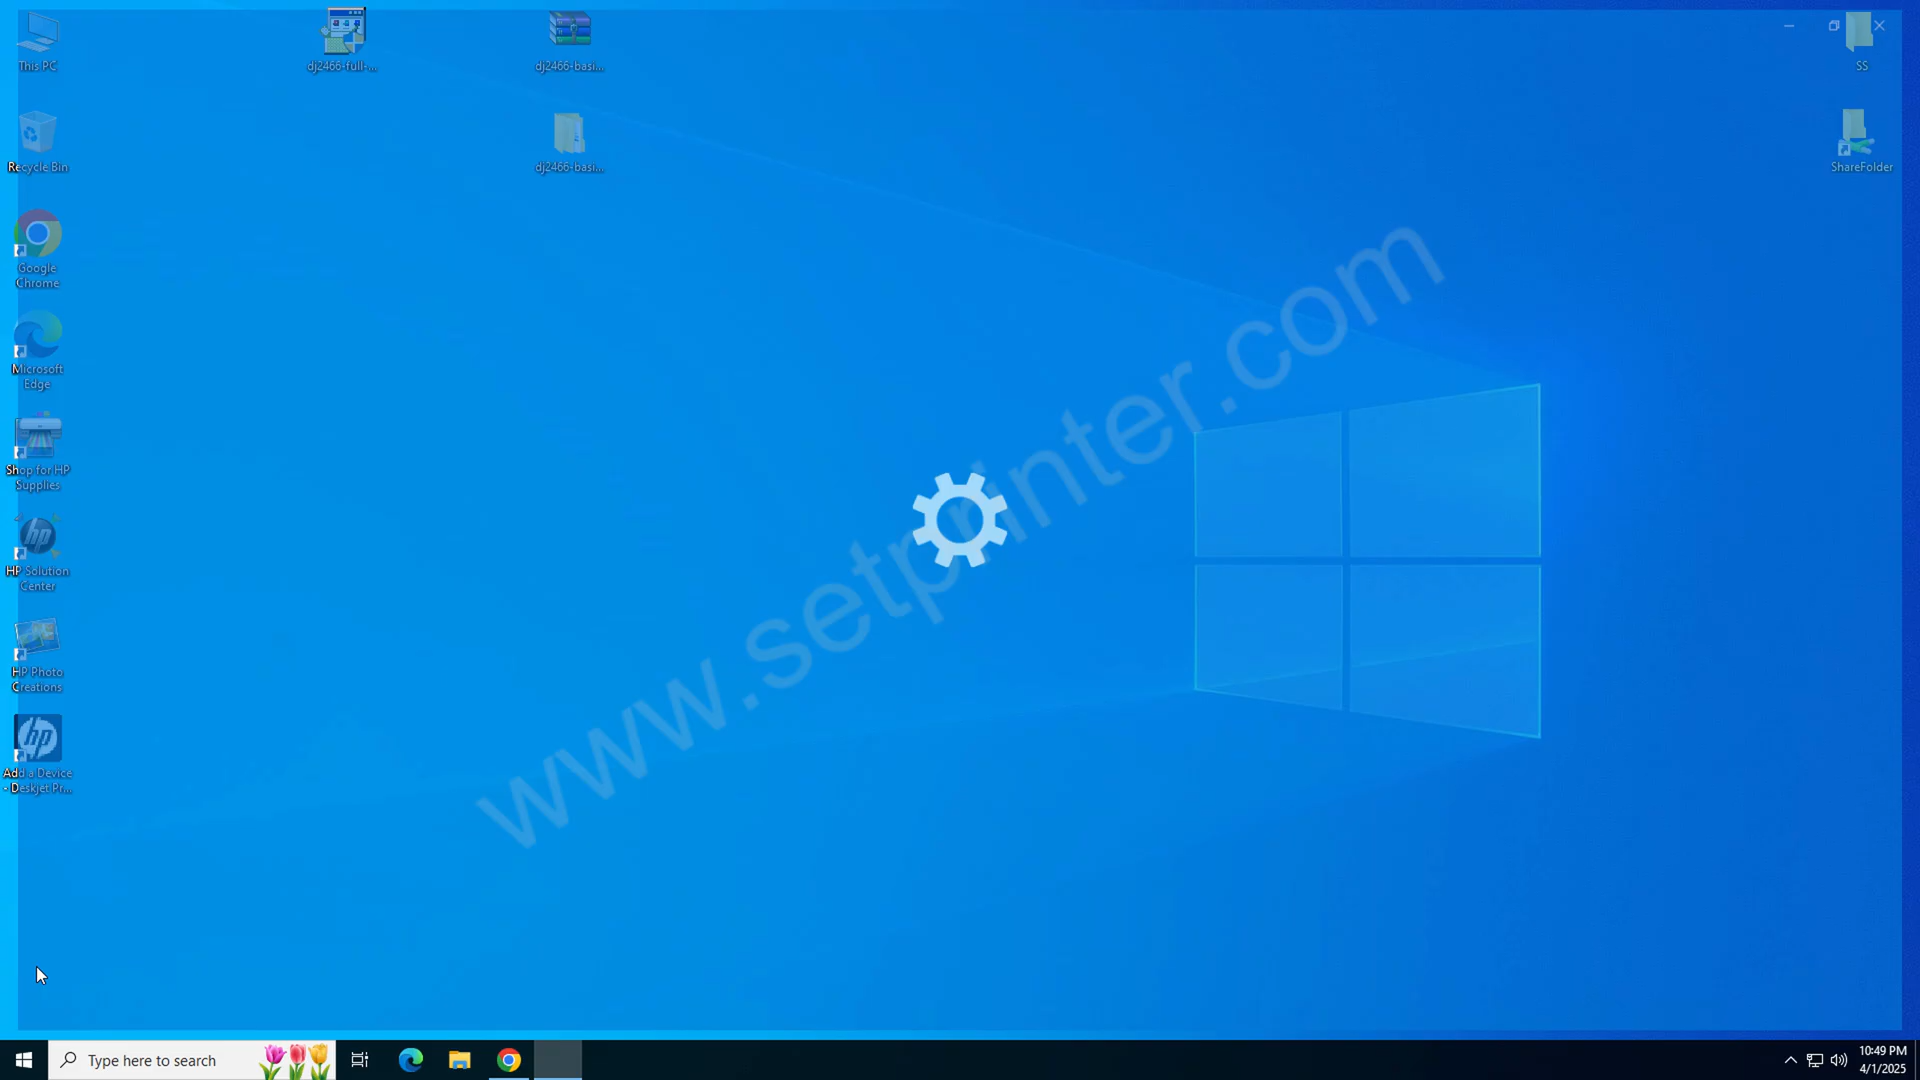 This PC
dj2466-full-...
dj2466-basi...
SS
Recycle Bin
dj2466-basi...
ShareFolder
Google
Chrome
Microsoft
Edge
Shop for HP
Supplies
hp
HP Solution
Center
HP Photo
Creations
hp
Add a Device
- Deskjet Pr...
www.setprinter.com
Type here to search
10:49 PM
4/1/2025